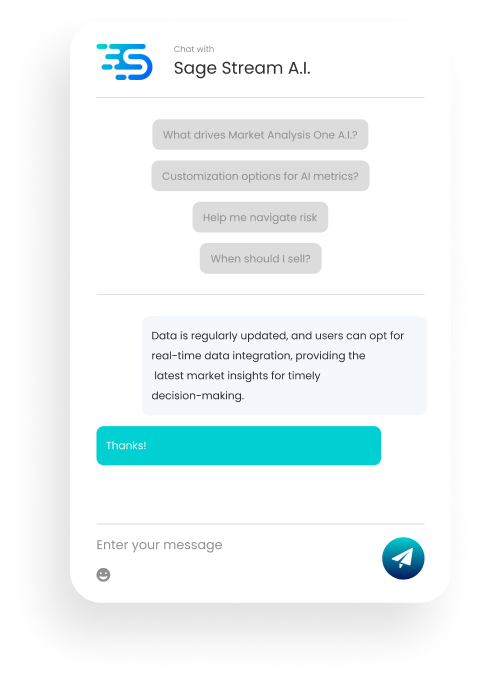 Chat with
Sage Stream A.I.
What drives Market Analysis One A.I.?
Customization options for AI metrics?
Help me navigate risk
When should I sell?
Data is regularly updated, and users can opt for
real-time data integration, providing the
latest market insights for timely
decision-making.
Thanks!
Enter your message